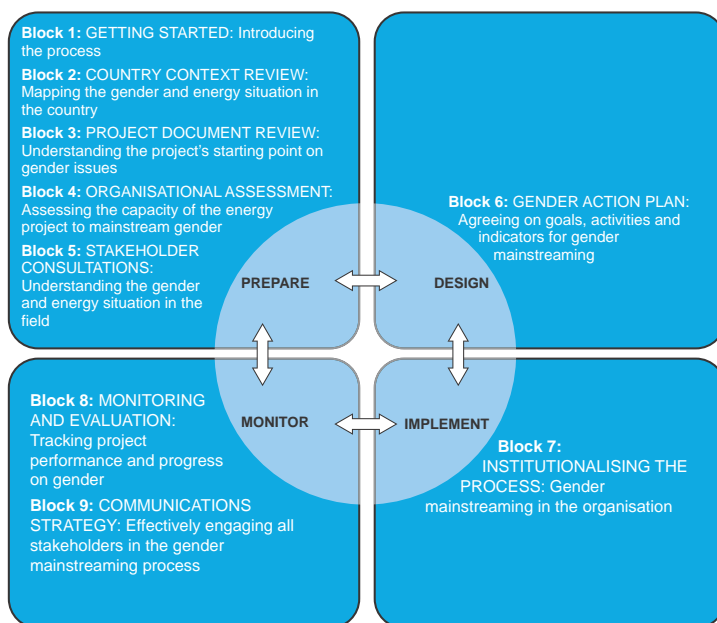 Block 1: GETTING STARTED: Introducing
the process
Block 2: COUNTRY CONTEXT REVIEW:
Mapping the gender and energy situation in
the country
Block 3: PROJECT DOCUMENT REVIEW:
Understanding the project's starting point on
gender issues
Block 4: ORGANISATIONAL ASSESSMENT:
Assessing the capacity of the energy
project to mainstream gender
Block 5: STAKEHOLDER
CONSULTATIONS:
Understanding the gender
and energy situation in the
field
PREPARE
Block 6: GENDER ACTION PLAN:
Agreeing on goals, activities and
indicators for gender
mainstreaming
DESIGN
Block 8: MONITORING
AND EVALUATION:
Tracking project
performance and progress
on gender
Block 9: COMMUNICATIONS
STRATEGY: Effectively engaging all
stakeholders in the gender
mainstreaming process
MONITOR
IMPLEMENT
Block 7:
INSTITUTIONALISING THE
PROCESS: Gender
mainstreaming in the organisation